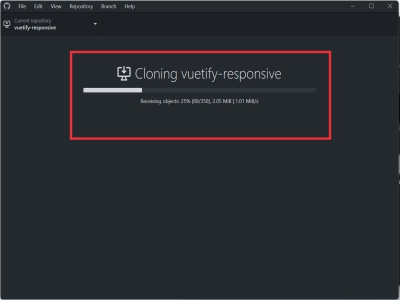 File Edit View Repository Branch Help
Current repository
vuetify-responsive
Cloning vuetify-responsive
Receiving objects: 25% (89/350), 2.05 MiB | 1.01 MiB/s